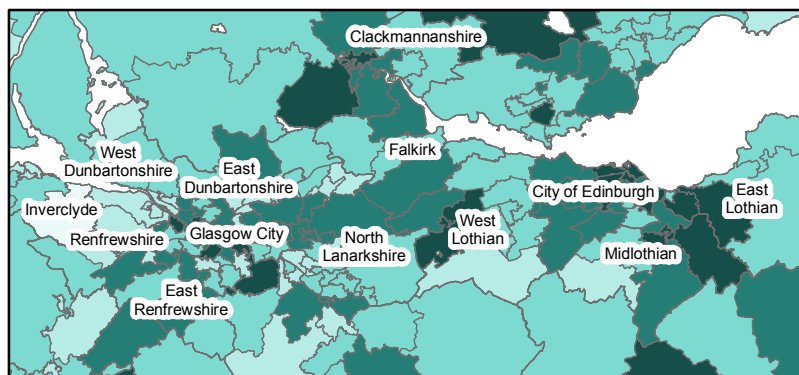 Clackmannanshire
Falkirk
West
Dunbartonshire
East
Dunbartonshire
City of Edinburgh
East
Lothian
Inverclyde
Renfrewshire
Glasgow City
North
Lanarkshire
West
Lothian
Midlothian
East
Renfrewshire